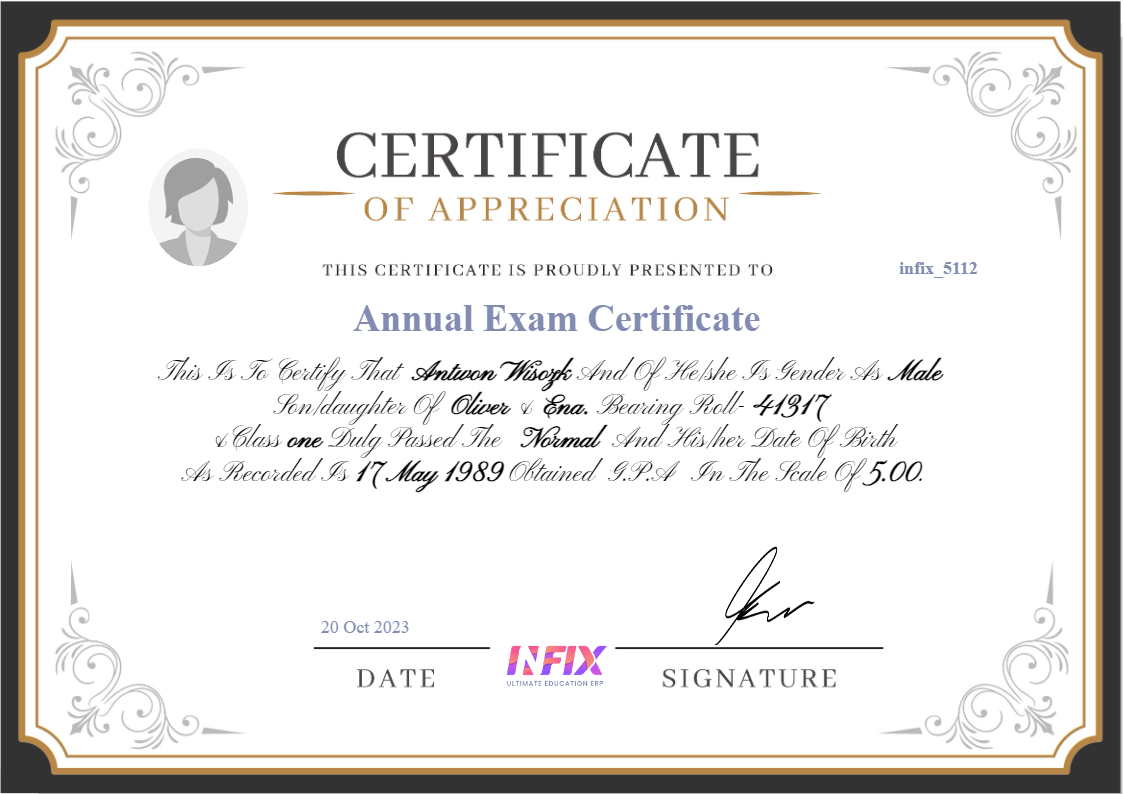 CERTIFICATE
OF APPRECIATION
THIS CERTIFICATE IS PROUDLY PRESENTED TO
infix_5112
Annual Exam Certificate
This Is To Certify That Antwon Wisozk And Of He/she Is Gender As Male
Son/daughter Of Oliver & Ena. Bearing Roll- 41317
& Class one Dulg Passed The Normal And His/her Date Of Birth
As Recorded Is 17 May 1989 Obtained G.P.A In The Scale Of 5.00.
20 Oct 2023
DATE
INFIX
ULTIMATE EDUCATION ERP
SIGNATURE